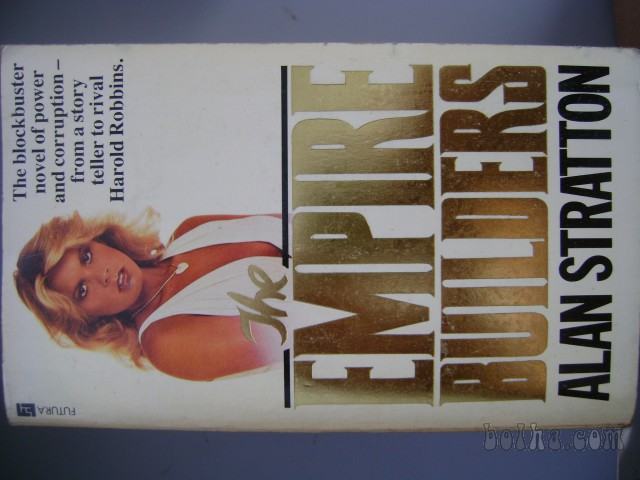 The blockbuster
novel of power
and corruption –
from a story
teller to rival
Harold Robbins.
The
EMPIRE
BUILDERS
ALAN STRATTON
FUTURA
bolha.com